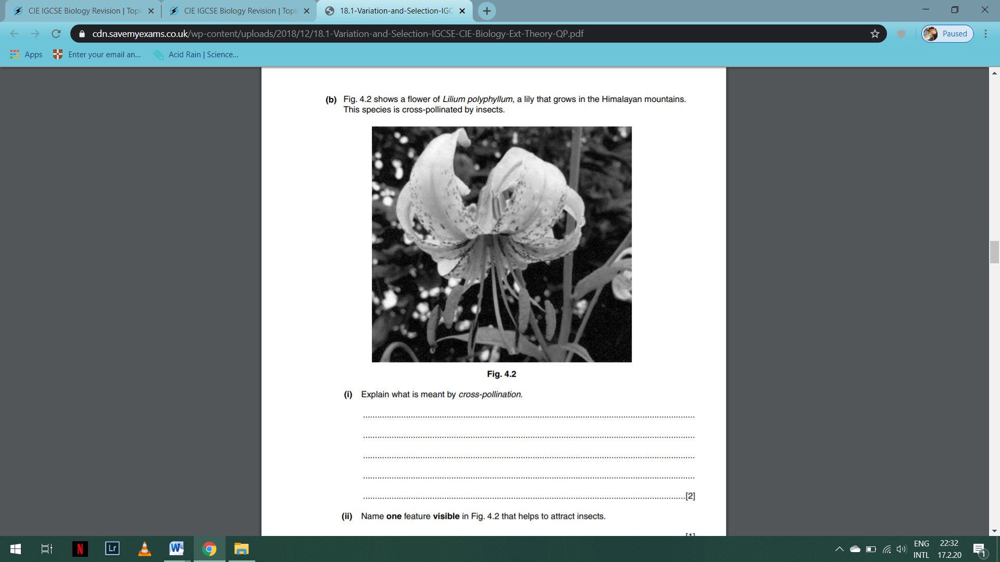 CIE IGCSE Biology Revision | Topi
CIE IGCSE Biology Revision | Topi
18.1-Variation-and-Selection-IGC
cdn.savemyexams.co.uk/wp-content/uploads/2018/12/18.1-Variation-and-Selection-IGCSE-CIE-Biology-Ext-Theory-QP.pdf
Paused
Apps
Enter your email an...
Acid Rain | Science...
(b) Fig. 4.2 shows a flower of Lilium polyphyllum, a lily that grows in the Himalayan mountains.
This species is cross-pollinated by insects.
Fig. 4.2
(i) Explain what is meant by cross-pollination.
[2]
(ii) Name one feature visible in Fig. 4.2 that helps to attract insects.
[1]
N
Lr
W
ENG
INTL
22:32
17.2.20
1